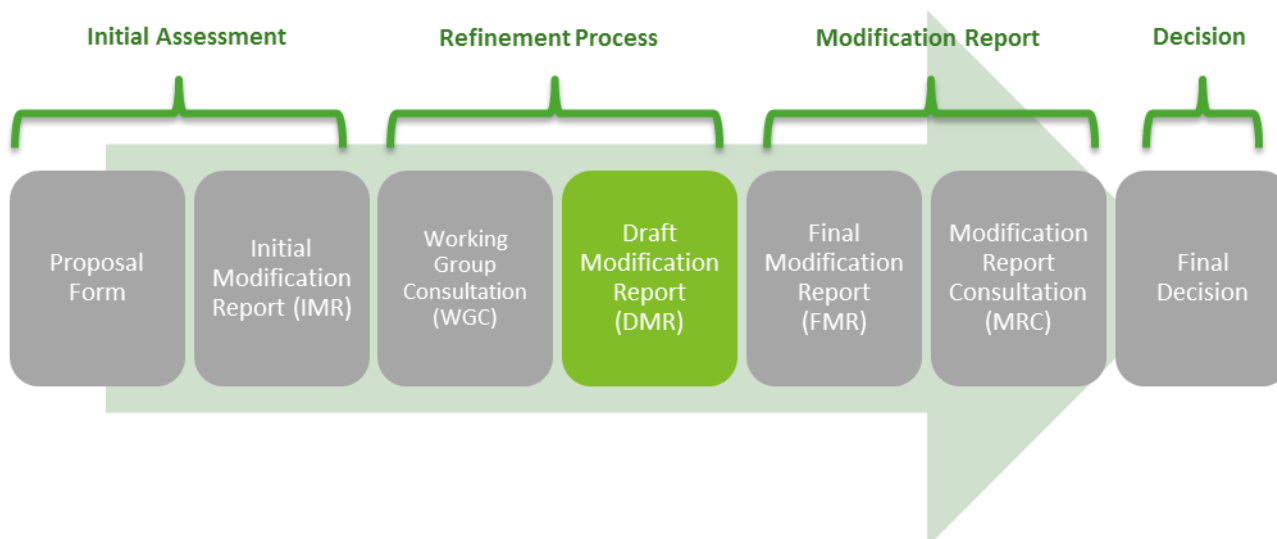 Initial Assessment
Refinement Process
Modification Report
Decision
Proposal
Form
Initial
Modification
Report (IMR)
Working
Group
Consultation
(WGC)
Draft
Modification
Report
(DMR)
Final
Modification
Report
(FMR)
Modification
Report
Consultation
(MRC)
Final
Decision